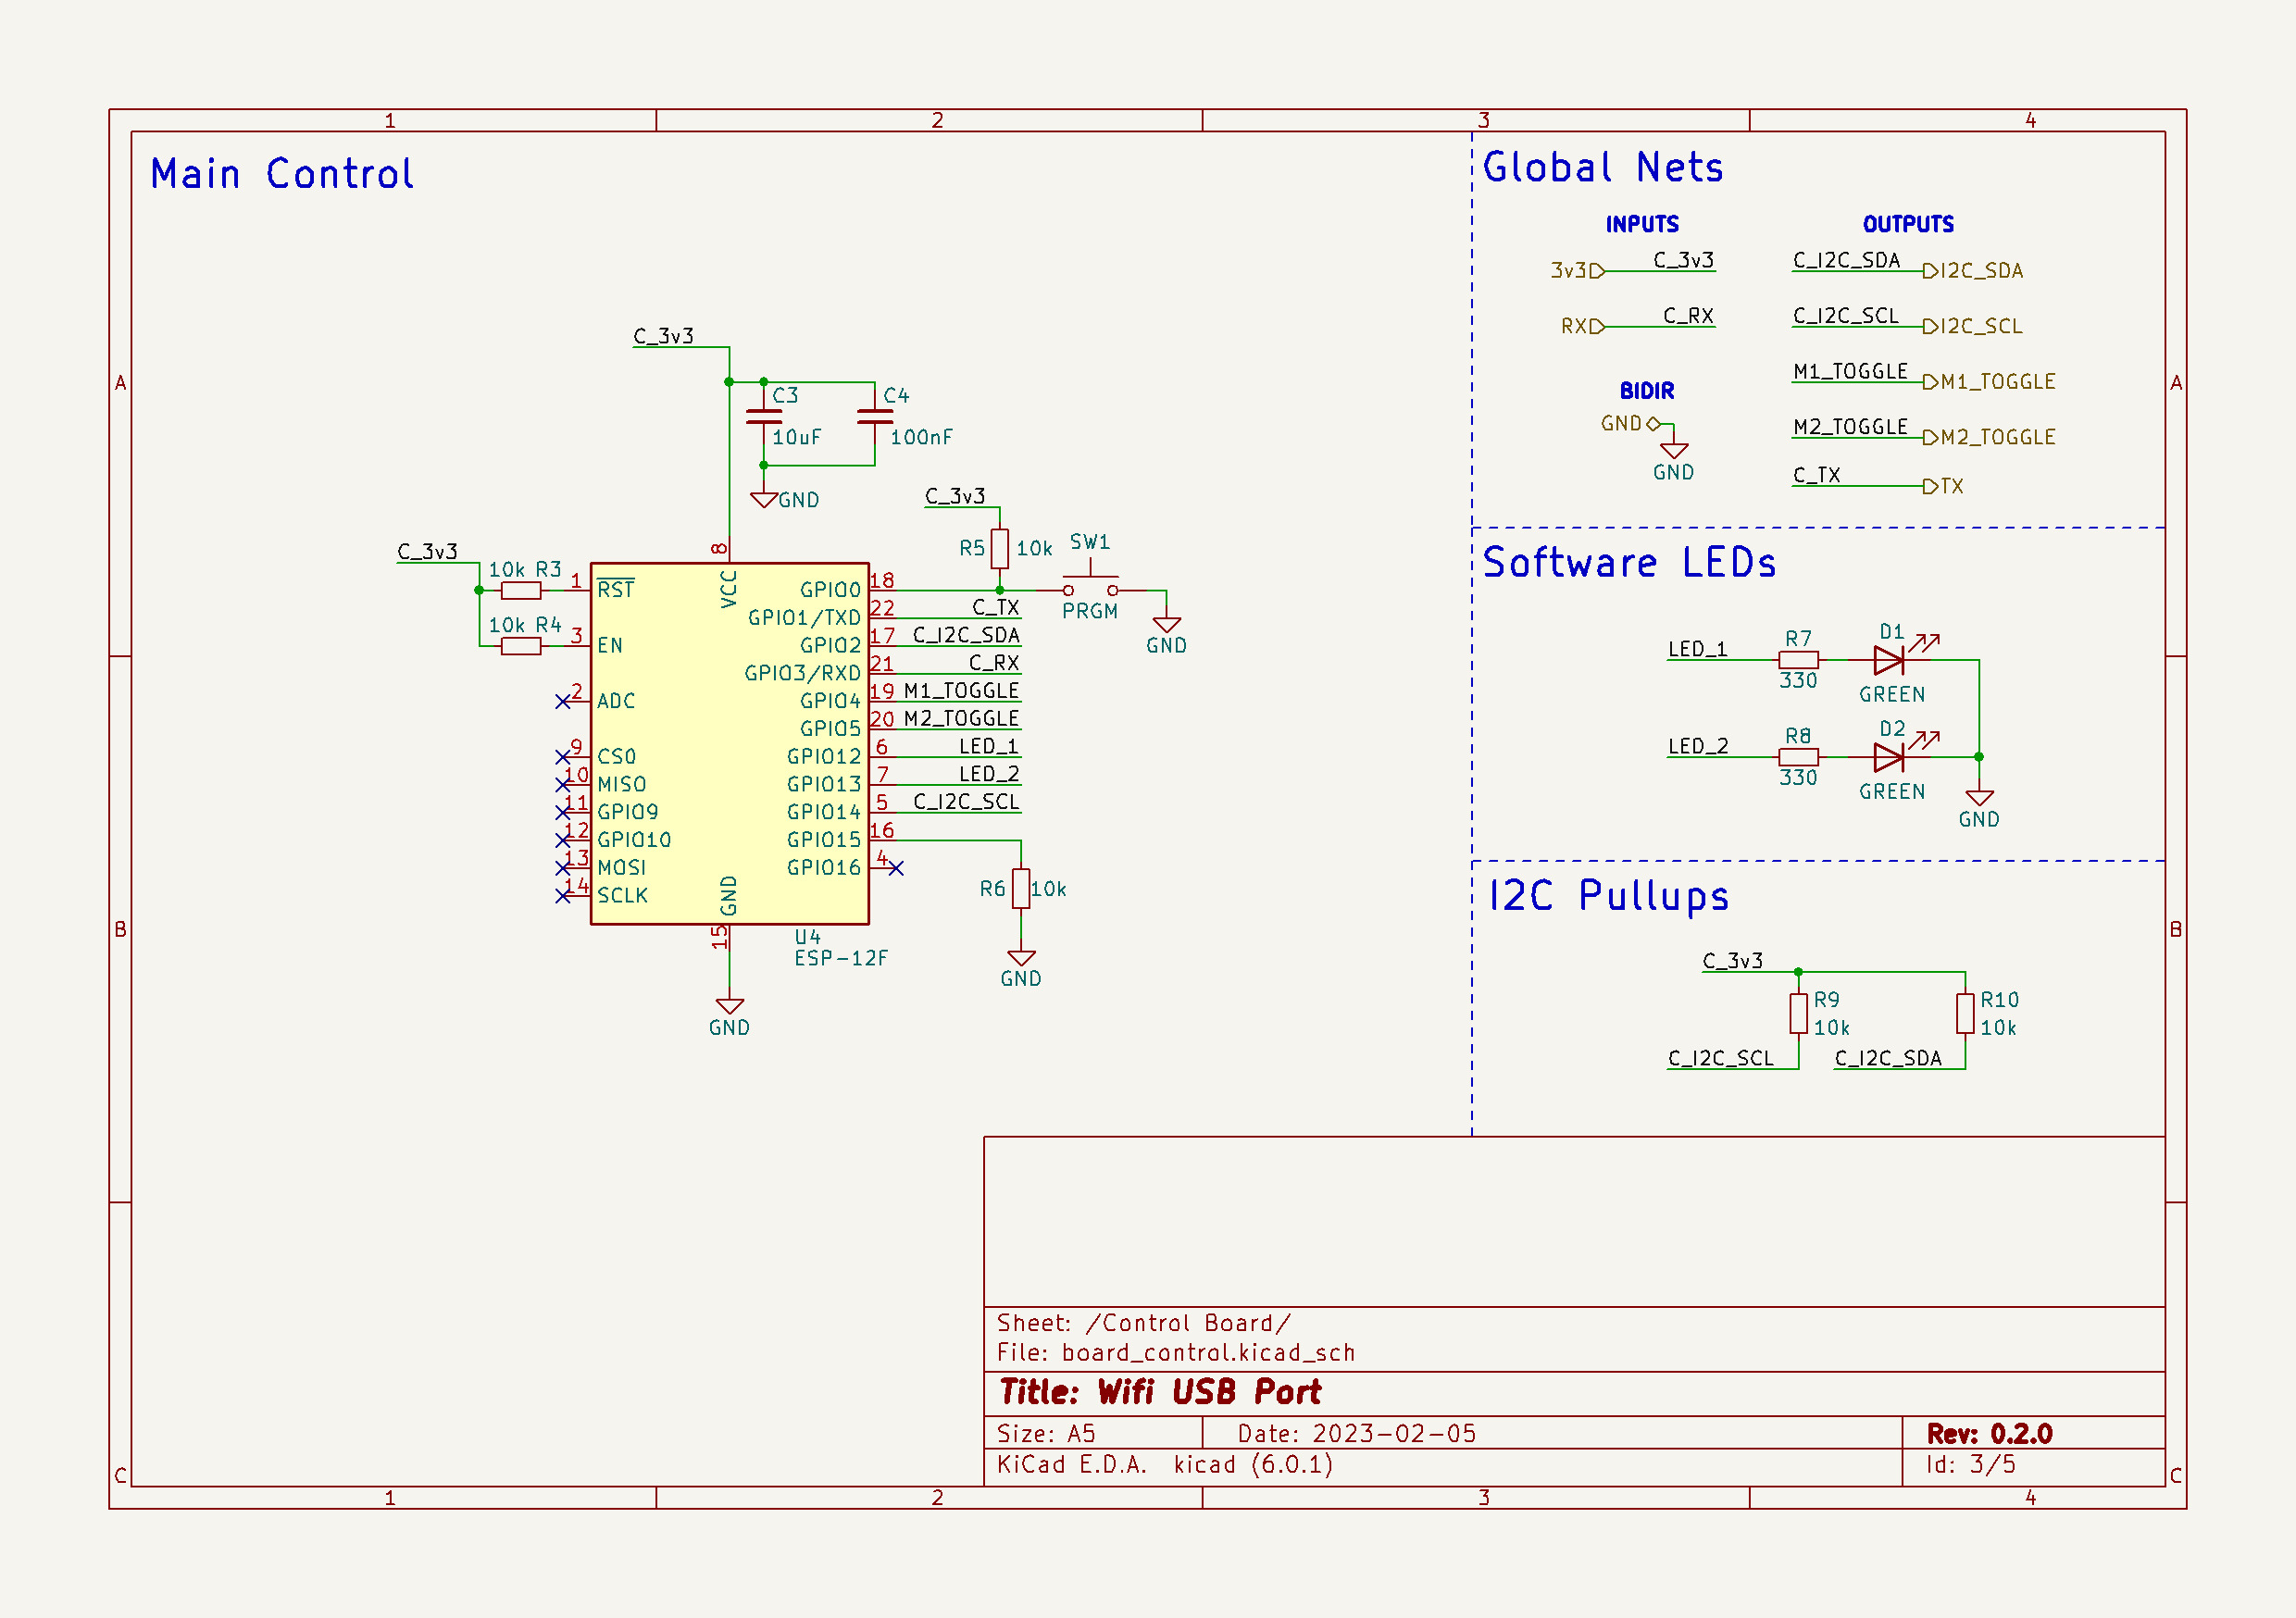 1 2 3 4
Main Control
Global Nets
INPUTS OUTPUTS
3v3 C_3v3 C_I2C_SDA I2C_SDA
RX C_RX C_I2C_SCL I2C_SCL
M1_TOGGLE M1_TOGGLE
BIDIR
GND
GND
M2_TOGGLE M2_TOGGLE
C_TX TX
A A
C_3v3
C3
10uF
C4
100nF
GND
C_3v3
R5 10k
SW1
PRGM
GND
C_3v3
10k R3
10k R4
8
VCC
1 RST
3 EN
2 ADC
9 CS0
10 MISO
11 GPIO9
12 GPIO10
13 MOSI
14 SCLK
GPIO0 18
GPIO1/TXD 22 C_TX
GPIO2 17 C_I2C_SDA
GPIO3/RXD 21 C_RX
GPIO4 19 M1_TOGGLE
GPIO5 20 M2_TOGGLE
GPIO12 6 LED_1
GPIO13 7 LED_2
GPIO14 5 C_I2C_SCL
GPIO15 16
GPIO16 4
GND
15
U4
ESP-12F
GND
R6 10k
GND
Software LEDs
LED_1 R7 D1
330 GREEN
LED_2 R8 D2
330 GREEN
GND
I2C Pullups
B B
C_3v3
R9
10k
R10
10k
C_I2C_SCL C_I2C_SDA
Sheet: /Control Board/
File: board_control.kicad_sch
Title: Wifi USB Port
Size: A5 Date: 2023-02-05 Rev: 0.2.0
KiCad E.D.A. kicad (6.0.1) Id: 3/5
C C
1 2 3 4